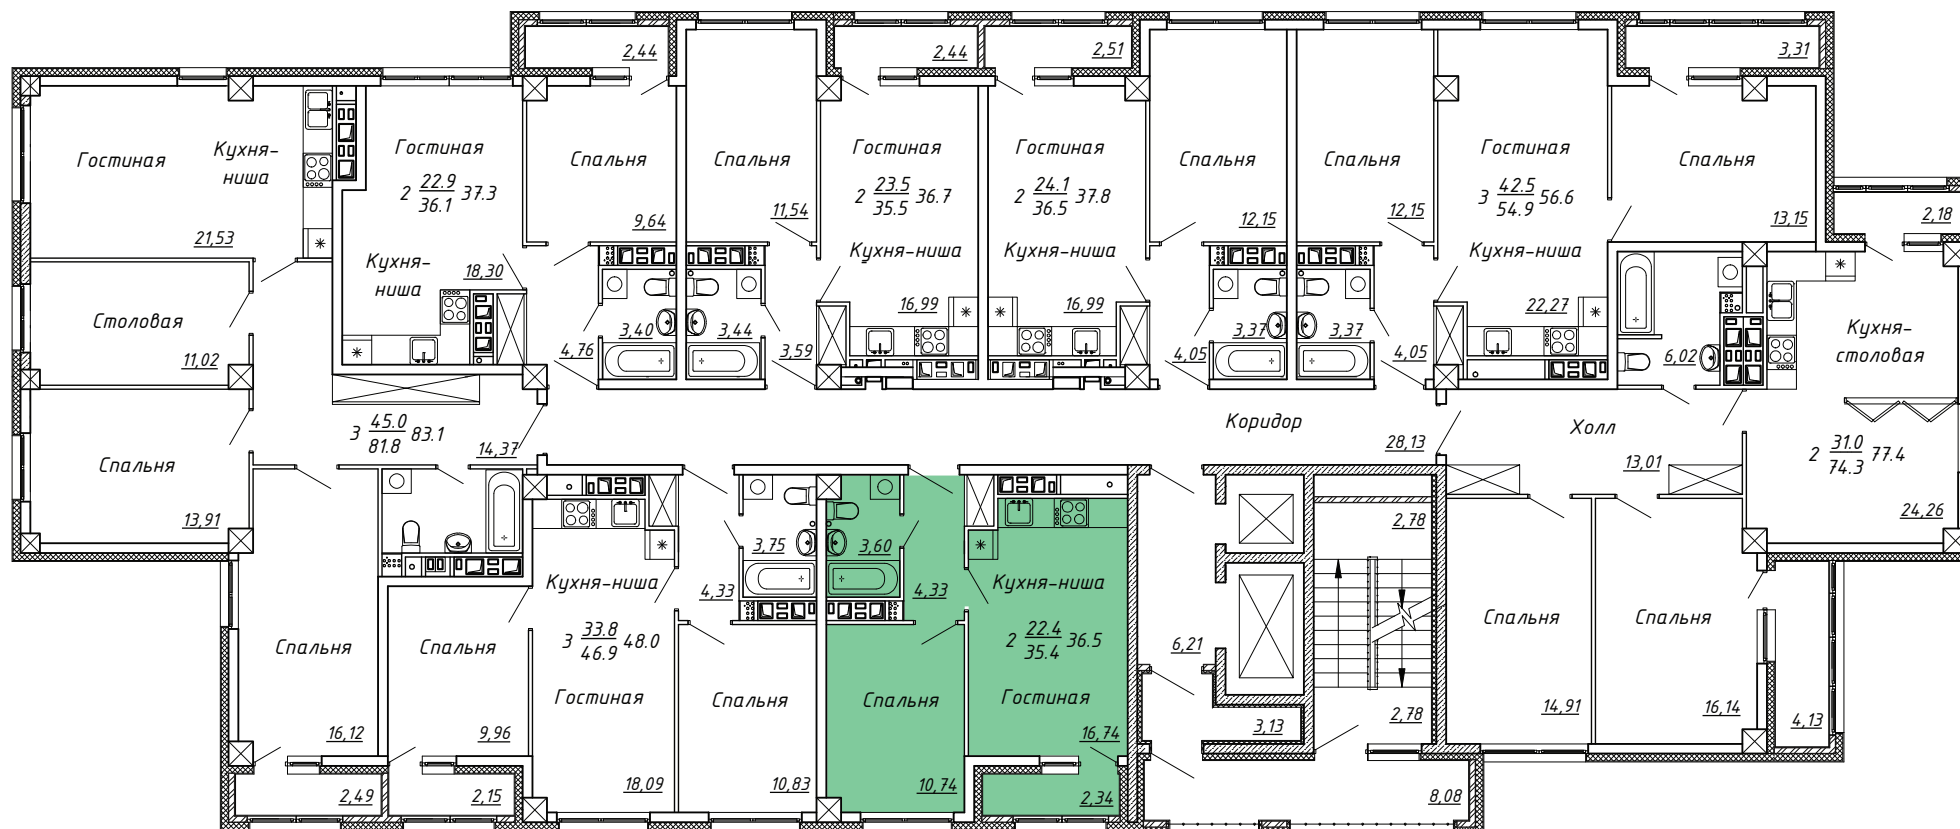 2,44
2,44
2,51
3,31
Гостиная
Кухня-
ниша
21,53
Гостиная
2 22.9 37.3
36.1
Кухня-
ниша
18,30
Спальня
9,64
Спальня
11,54
Гостиная
2 23.5 36.7
35.5
Кухня-ниша
16,99
Гостиная
2 24.1 37.8
36.5
Кухня-ниша
16,99
Спальня
12,15
Спальня
12,15
Гостиная
3 42.5 56.6
54.9
Кухня-ниша
22,27
Спальня
13,15
2,18
Столовая
11,02
4,76
3,40
3,44
3,59
3,37
4,05
3,37
4,05
6,02
Кухня-
столовая
Спальня
13,91
3 45.0 83.1
81.8
14,37
Коридор
28,13
Холл
13,01
2 31.0 77.4
74.3
24,26
3,75
4,33
3,60
4,33
2,78
Спальня
16,12
Спальня
9,96
Кухня-ниша
3 33.8 48.0
46.9
Гостиная
18,09
Спальня
10,83
Спальня
10,74
Кухня-ниша
2 22.4 36.5
35.4
Гостиная
16,74
6,21
3,13
2,78
Спальня
14,91
Спальня
16,14
4,13
2,49
2,15
2,34
8,08